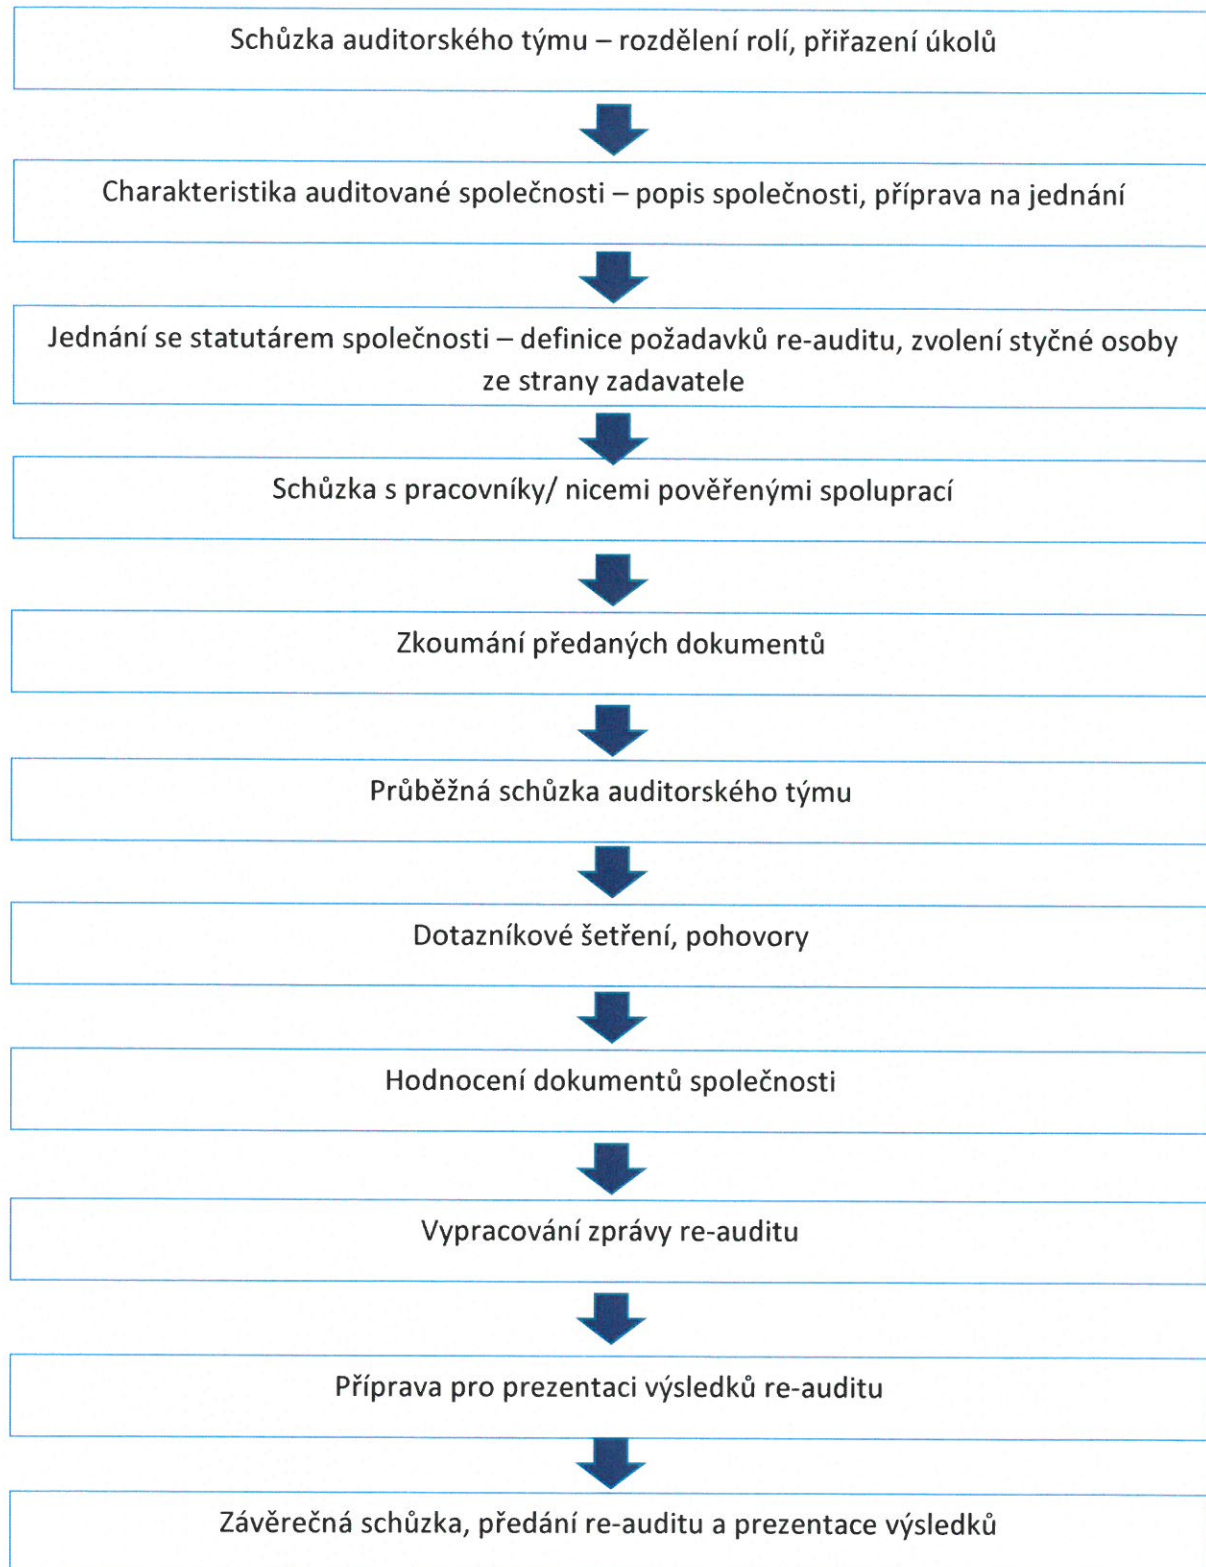 Schůzka auditorského týmu – rozdělení rolí, přiřazení úkolů
Charakteristika auditované společnosti – popis společnosti, příprava na jednání
Jednání se statutárem společnosti – definice požadavků re-auditu, zvolení styčné osoby
ze strany zadavatele
Schůzka s pracovníky/ nicemi pověřenými spoluprací
Zkoumání předaných dokumentů
Průběžná schůzka auditorského týmu
Dotazníkové šetření, pohovory
Hodnocení dokumentů společnosti
Vypracování zprávy re-auditu
Příprava pro prezentaci výsledků re-auditu
Závěrečná schůzka, předání re-auditu a prezentace výsledků